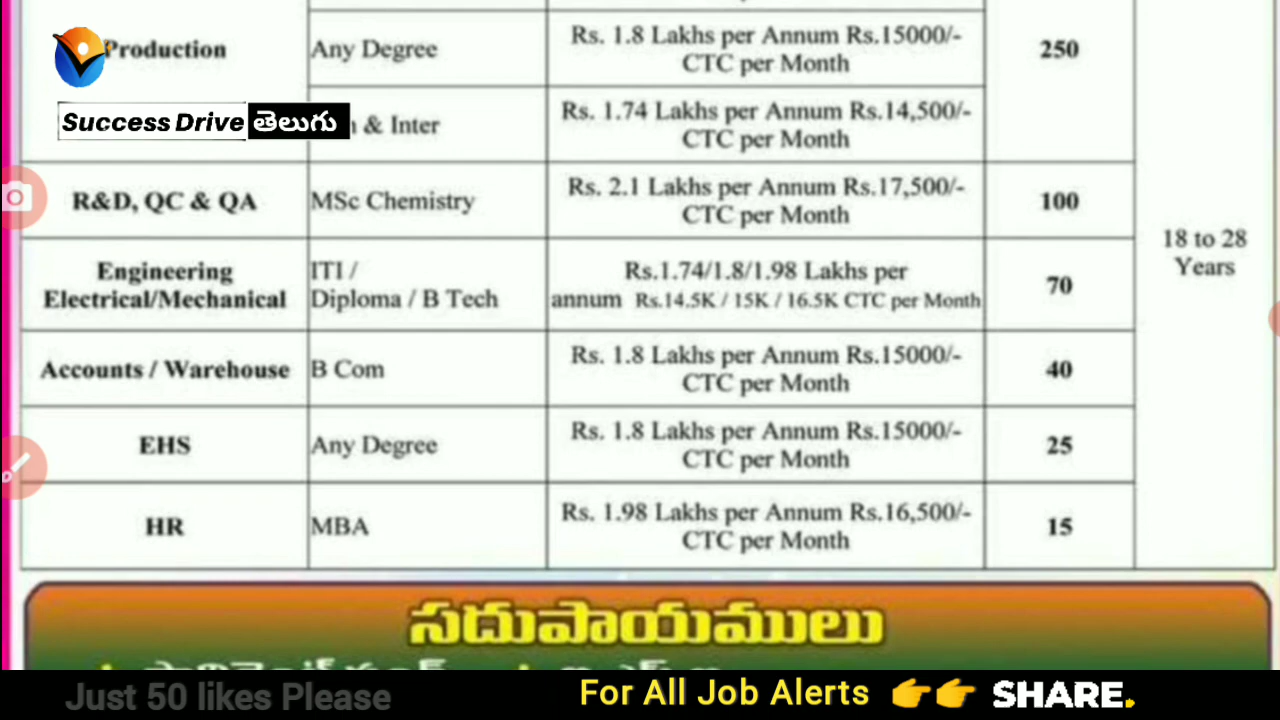 Production
Any Degree
Rs. 1.8 Lakhs per Annum Rs.15000/-
CTC per Month
250
Success Drive తెలుగు
& Inter
Rs. 1.74 Lakhs per Annum Rs.14,500/-
CTC per Month
R&D, QC & QA
MSc Chemistry
Rs. 2.1 Lakhs per Annum Rs.17,500/-
CTC per Month
100
18 to 28
Years
Engineering
Electrical/Mechanical
ITI /
Diploma / B Tech
Rs.1.74/1.8/1.98 Lakhs per
annum Rs.14.5K / 15K / 16.5K CTC per Month
70
Accounts / Warehouse
B Com
Rs. 1.8 Lakhs per Annum Rs.15000/-
CTC per Month
40
EHS
Any Degree
Rs. 1.8 Lakhs per Annum Rs.15000/-
CTC per Month
25
HR
MBA
Rs. 1.98 Lakhs per Annum Rs.16,500/-
CTC per Month
15
సదుపాయములు
Just 50 likes Please
For All Job Alerts 👉👉 SHARE.